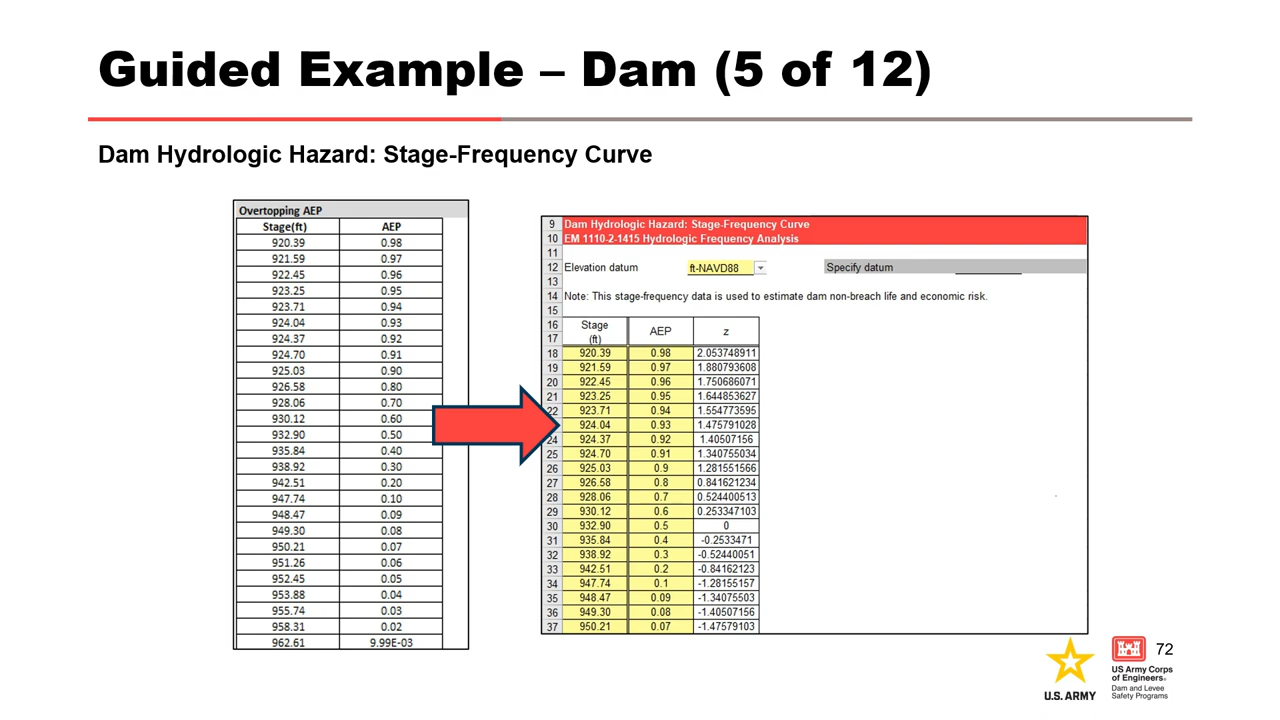 Guided Example – Dam (5 of 12)
Dam Hydrologic Hazard: Stage-Frequency Curve
Overtopping AEP
Stage(ft) AEP
920.39 0.98
921.59 0.97
922.45 0.96
923.25 0.95
923.71 0.94
924.04 0.93
924.37 0.92
924.70 0.91
925.03 0.90
926.58 0.80
928.06 0.70
930.12 0.60
932.90 0.50
935.84 0.40
938.92 0.30
942.51 0.20
947.74 0.10
948.47 0.09
949.30 0.08
950.21 0.07
951.26 0.06
952.45 0.05
953.88 0.04
955.74 0.03
958.31 0.02
962.61 9.99E-03
9 Dam Hydrologic Hazard: Stage-Frequency Curve
10 EM 1110-2-1415 Hydrologic Frequency Analysis
11
12 Elevation datum ft-NAVD88 Specify datum
13
14 Note: This stage-frequency data is used to estimate dam non-breach life and economic risk.
15
16 Stage AEP z
17 (ft)
18 920.39 0.98 2.053748911
19 921.59 0.97 1.880793608
20 922.45 0.96 1.750686071
21 923.25 0.95 1.644853627
22 923.71 0.94 1.554773595
924.04 0.93 1.475791028
24 924.37 0.92 1.40507156
25 924.70 0.91 1.340755034
26 925.03 0.9 1.281551566
27 926.58 0.8 0.841621234
28 928.06 0.7 0.524400513
29 930.12 0.6 0.253347103
30 932.90 0.5 0
31 935.84 0.4 -0.2533471
32 938.92 0.3 -0.52440051
33 942.51 0.2 -0.84162123
34 947.74 0.1 -1.28155157
35 948.47 0.09 -1.34075503
36 949.30 0.08 -1.40507156
37 950.21 0.07 -1.47579103
U.S. ARMY
US Army Corps
of Engineers®
Dam and Levee
Safety Programs
72